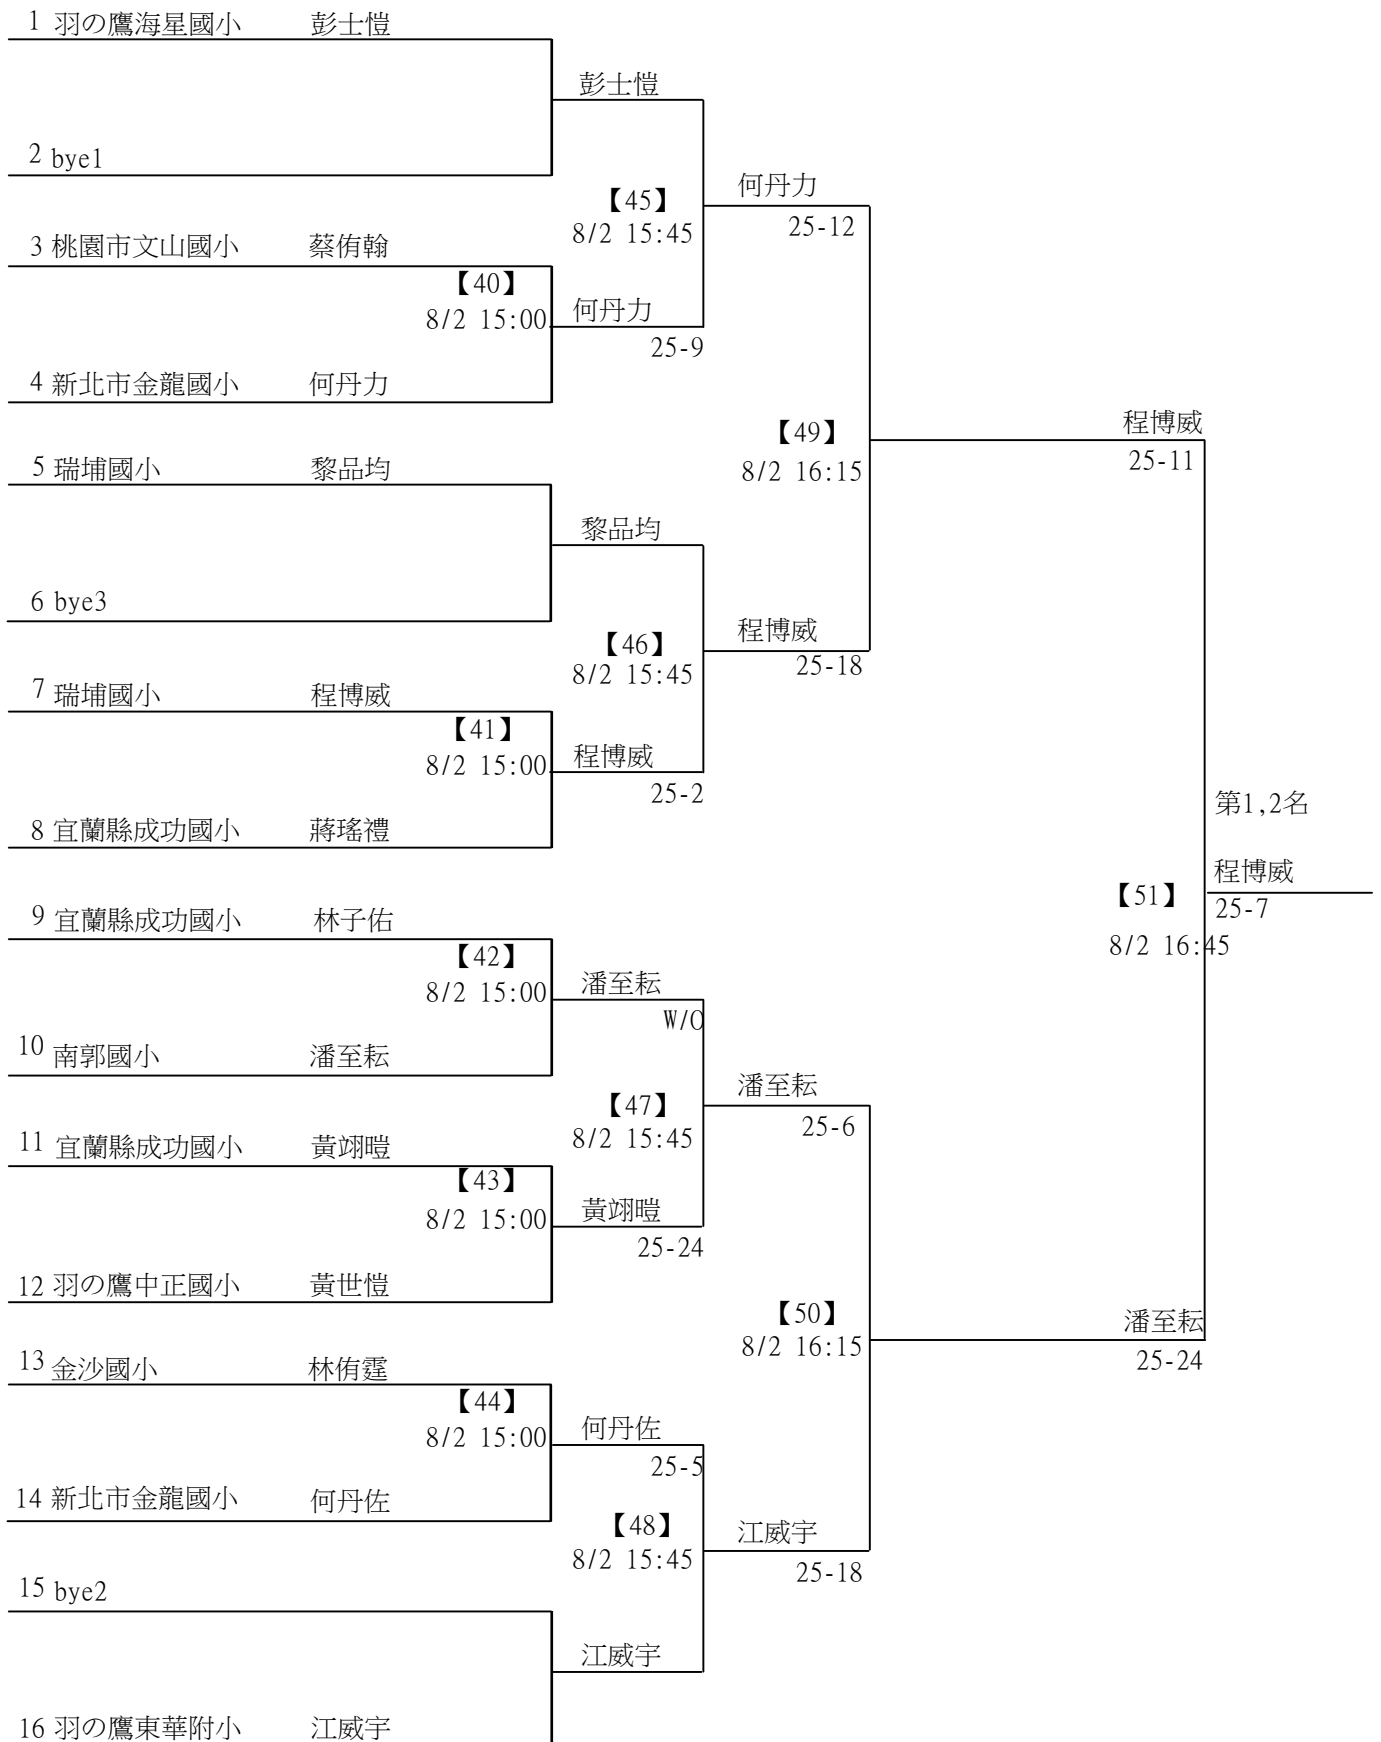 1 羽の鷹海星國小 彭士愷
彭士愷
2 bye1
【45】
8/2 15:45
何丹力
25-12
3 桃園市文山國小 蔡侑翰
【40】
8/2 15:00
何丹力
25-9
4 新北市金龍國小 何丹力
【49】
8/2 16:15
程博威
25-11
5 瑞埔國小 黎品均
黎品均
6 bye3
【46】
8/2 15:45
程博威
25-18
7 瑞埔國小 程博威
【41】
8/2 15:00
程博威
25-2
8 宜蘭縣成功國小 蔣瑤禮
第1,2名
程博威
25-7
【51】
8/2 16:45
9 宜蘭縣成功國小 林子佑
【42】
8/2 15:00
潘至耘
W/O
10 南郭國小 潘至耘
【47】
8/2 15:45
潘至耘
25-6
11 宜蘭縣成功國小 黃翊暟
【43】
8/2 15:00
黃翊暟
25-24
12 羽の鷹中正國小 黃世愷
【50】
8/2 16:15
潘至耘
25-24
13 金沙國小 林侑霆
【44】
8/2 15:00
何丹佐
25-5
14 新北市金龍國小 何丹佐
【48】
8/2 15:45
江威宇
25-18
15 bye2
江威宇
16 羽の鷹東華附小 江威宇